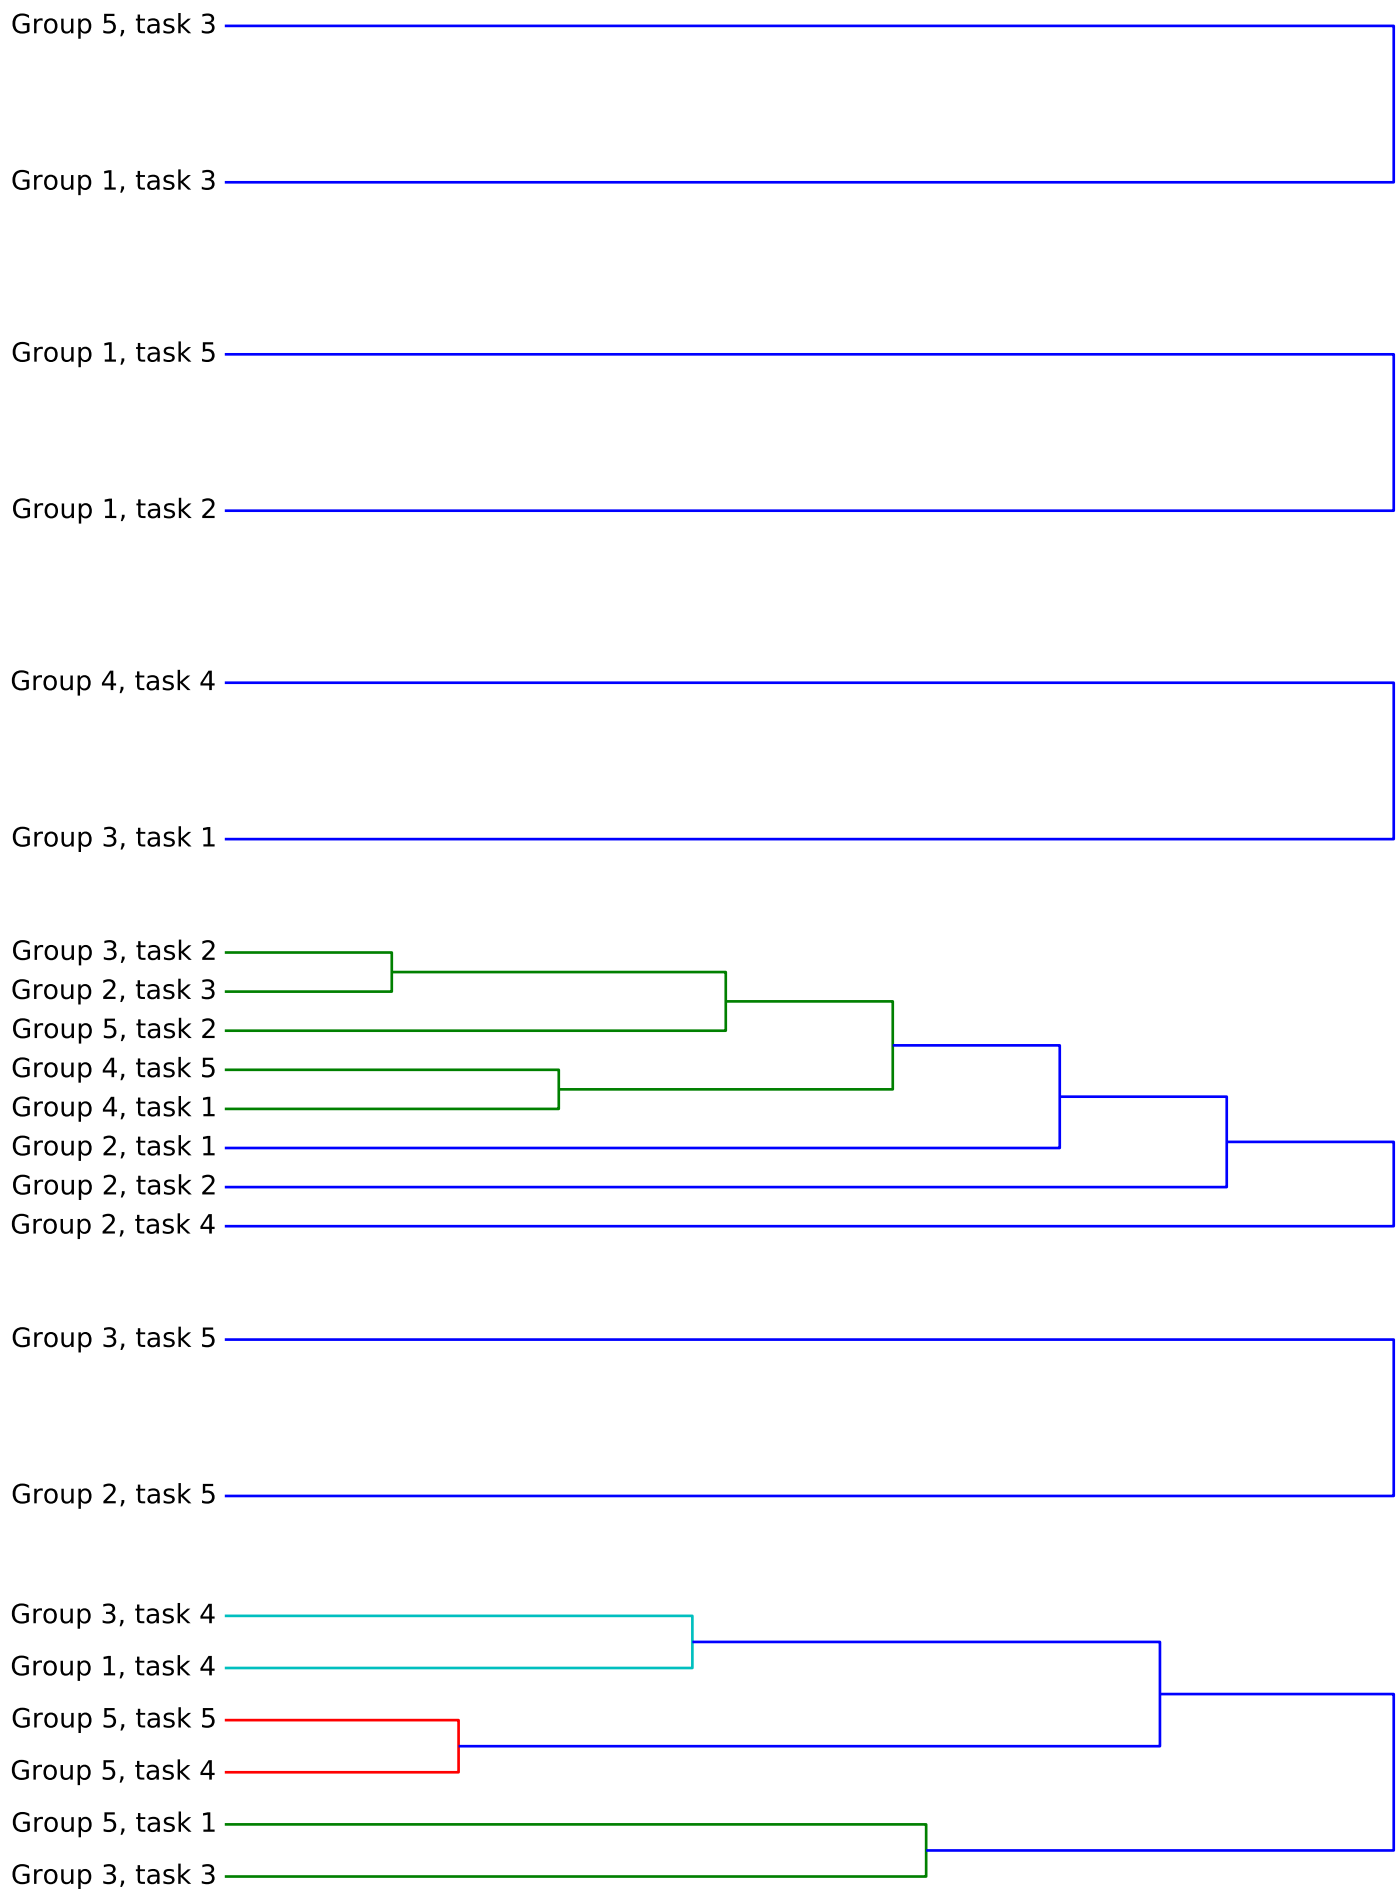 Group 5, task 3
Group 1, task 3
Group 1, task 5
Group 1, task 2
Group 4, task 4
Group 3, task 1
Group 3, task 2
Group 2, task 3
Group 5, task 2
Group 4, task 5
Group 4, task 1
Group 2, task 1
Group 2, task 2
Group 2, task 4
Group 3, task 5
Group 2, task 5
Group 3, task 4
Group 1, task 4
Group 5, task 5
Group 5, task 4
Group 5, task 1
Group 3, task 3